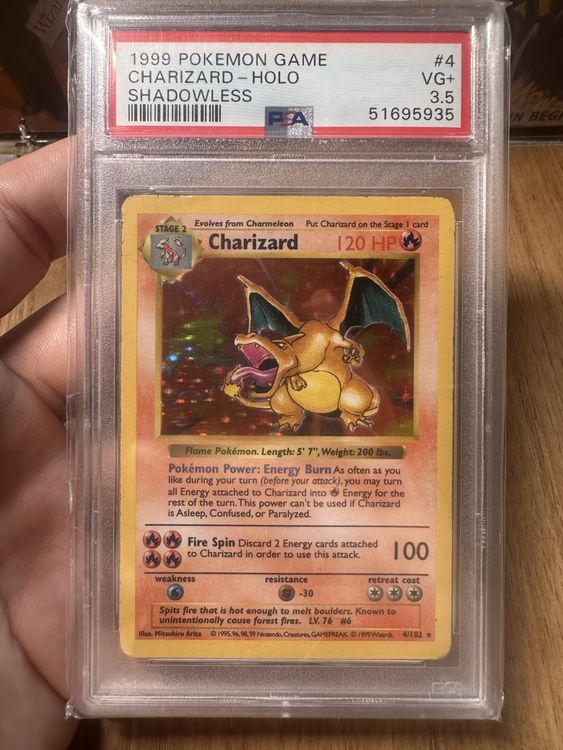 Wizar
N BEGI
1999 POKEMON GAME #4
CHARIZARD - HOLO VG+
SHADOWLESS 3.5
PSA 51695935
STAGE 2 Evolves from Charmeleon Put Charizard on the Stage 1 card
Charizard 120 HP
Flame Pokémon. Length: 5' 7", Weight: 200 lbs.
Pokémon Power: Energy Burn As often as you
like during your turn (before your attack), you may turn
all Energy attached to Charizard into Energy for the
rest of the turn. This power can't be used if Charizard
is Asleep, Confused, or Paralyzed.
Fire Spin Discard 2 Energy cards attached
to Charizard in order to use this attack. 100
weakness resistance retreat cost
-30
Spits fire that is hot enough to melt boulders. Known to
unintentionally cause forest fires. LV. 76 #6
Illus. Mitsuhiro Arita © 1995, 96, 98, 99 Nintendo, Creatures, GAMEFREAK. © 1999 Wizards. 4/102 ★